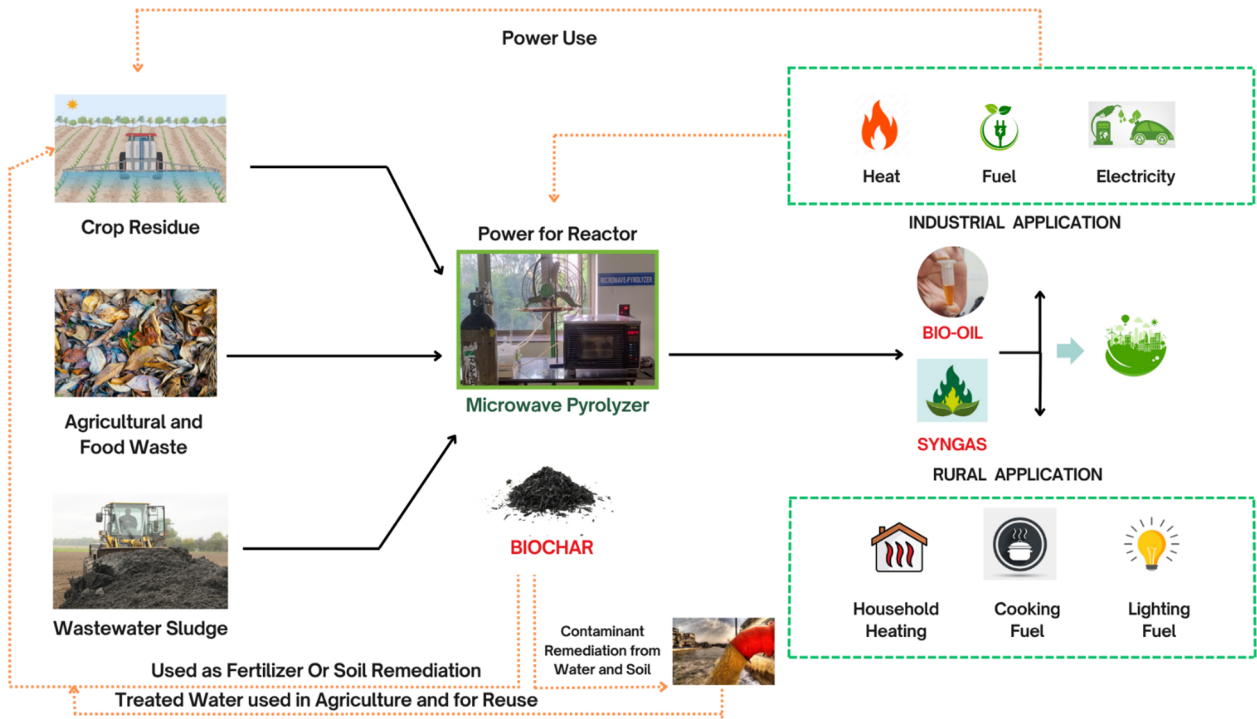 Power Use
Heat
Fuel
Electricity
INDUSTRIAL APPLICATION
Crop Residue
Power for Reactor
MICROWAVE-PYROLYZER
Microwave Pyrolyzer
BIO-OIL
SYNGAS
Agricultural and
Food Waste
RURAL APPLICATION
BIOCHAR
Wastewater Sludge
Household
Heating
Cooking
Fuel
Lighting
Fuel
Contaminant
Remediation from
Water and Soil
Used as Fertilizer Or Soil Remediation
Treated Water used in Agriculture and for Reuse